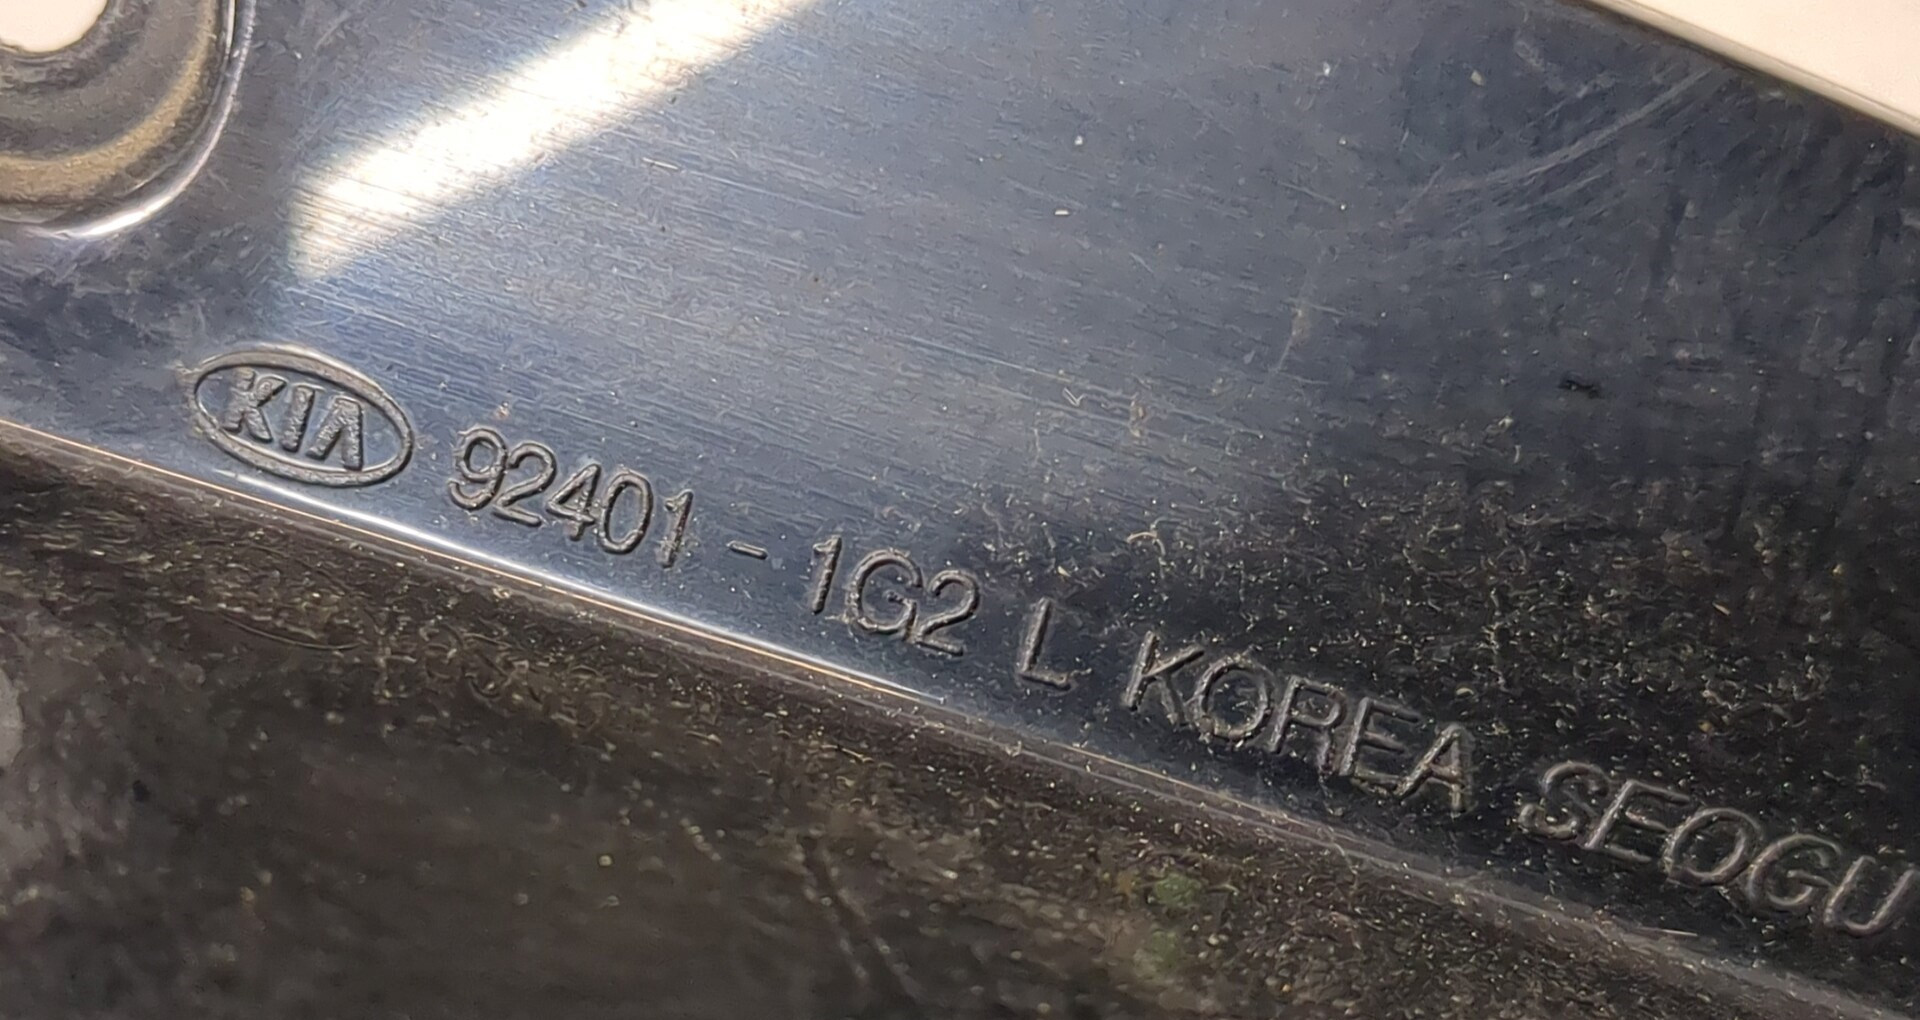 KIA 92401 - 1G2 L KOREA SEOGU